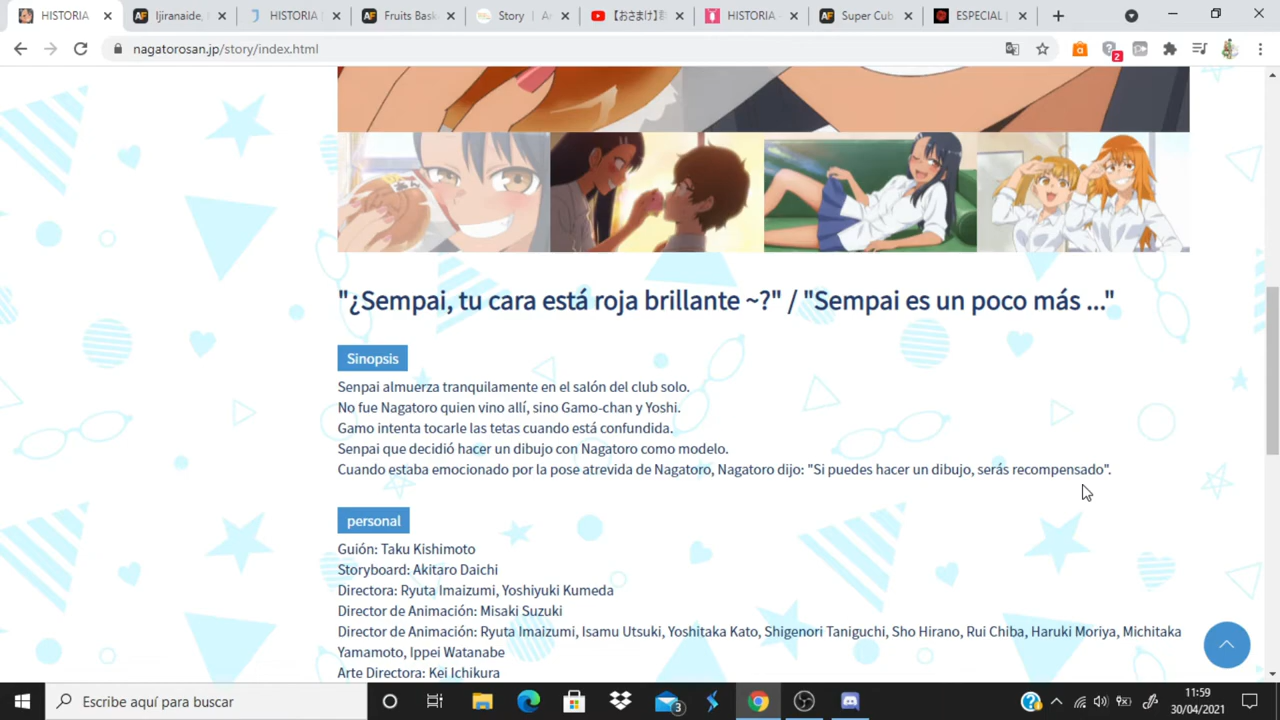 HISTORIA
Ijiranaide,
HISTORIA
Fruits Bask
Story
【おさまけ】
HISTORIA -
Super Cub
ESPECIAL
nagatorosan.jp/story/index.html
2
"¿Sempai, tu cara está roja brillante ~?" / "Sempai es un poco más ..."
Sinopsis
Senpai almuerza tranquilamente en el salón del club solo.
No fue Nagatoro quien vino allí, sino Gamo-chan y Yoshi.
Gamo intenta tocarle las tetas cuando está confundida.
Senpai que decidió hacer un dibujo con Nagatoro como modelo.
Cuando estaba emocionado por la pose atrevida de Nagatoro, Nagatoro dijo: "Si puedes hacer un dibujo, serás recompensado".
personal
Guión: Taku Kishimoto
Storyboard: Akitaro Daichi
Directora: Ryuta Imaizumi, Yoshiyuki Kumeda
Director de Animación: Misaki Suzuki
Director de Animación: Ryuta Imaizumi, Isamu Utsuki, Yoshitaka Kato, Shigenori Taniguchi, Sho Hirano, Rui Chiba, Haruki Moriya, Michitaka
Yamamoto, Ippei Watanabe
Arte Directora: Kei Ichikura
Escribe aquí para buscar
3
11:59
30/04/2021